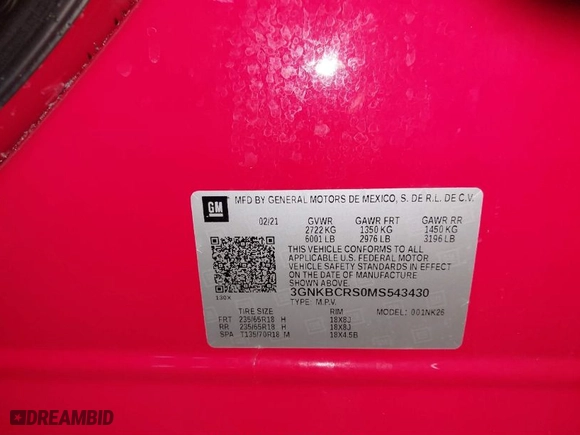 GM
MFD BY GENERAL MOTORS DE MEXICO, S. DE R.L. DE C.V.
02/21 GVWR GAWR FRT GAWR RR
2722 KG 1350 KG 1450 KG
6001 LB 2976 LB 3196 LB
THIS VEHICLE CONFORMS TO ALL
APPLICABLE U.S. FEDERAL MOTOR
VEHICLE SAFETY STANDARDS IN EFFECT
ON THE DATE OF MANUFACTURE
SHOWN ABOVE.
3GNKBCRS0MS543430
130X TYPE: M.P.V.
TIRE SIZE RIM MODEL: 001NK26
FRT 235/65R18 H 18X8J
RR 235/65R18 H 18X8J
SPA T135/70R18 M 18X4.5B
DREAMBID